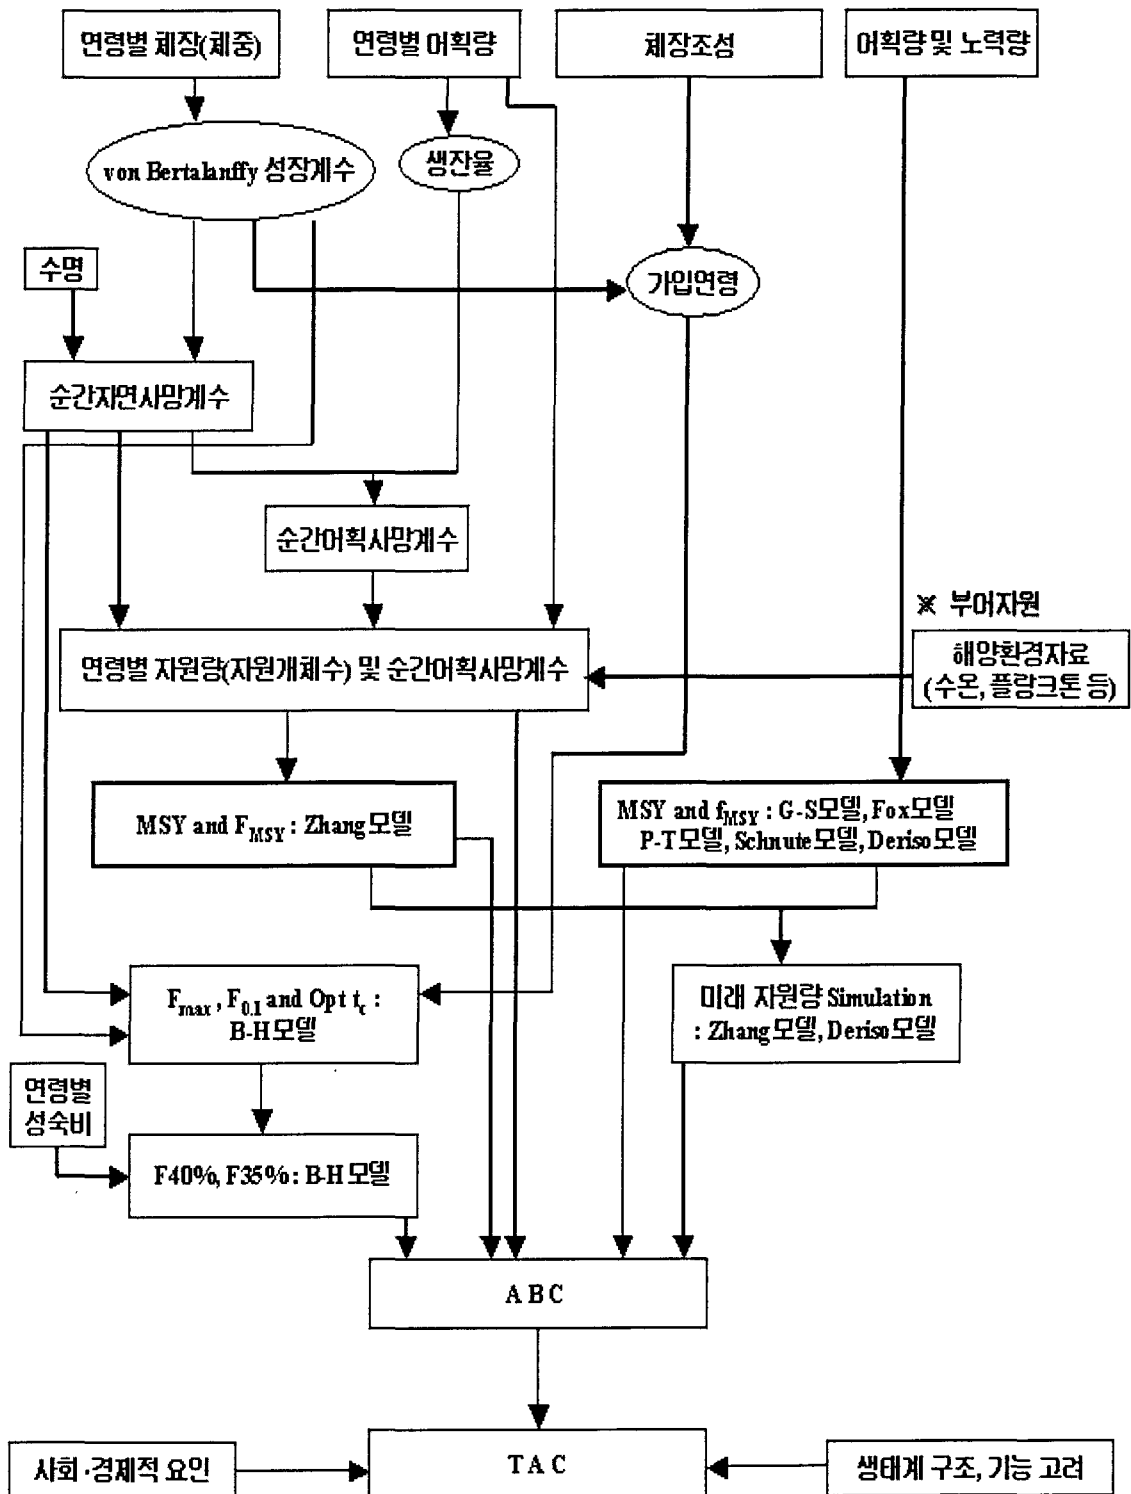 연령별 체장(체중)
연령별 어획량
체장조성
어획량 및 노력량
von Bertalanffy 성장계수
생잔율
수명
가입연령
순간자연사망계수
순간어획사망계수
※ 부어자원
연령별 자원량(자원개체수) 및 순간어획사망계수
해양환경자료
(수온, 플랑크톤 등)
MSY and FMSY : Zhang모델
MSY and fMSY : G-S모델, Fox모델
P-T모델, Schnute모델, Deriso모델
Fmax , F0.1 and Opt tc :
B-H모델
미래 자원량 Simulation
: Zhang모델, Deriso모델
연령별
성숙비
F40%, F35% : B-H모델
A B C
사회·경제적 요인
T A C
생태계 구조, 기능 고려